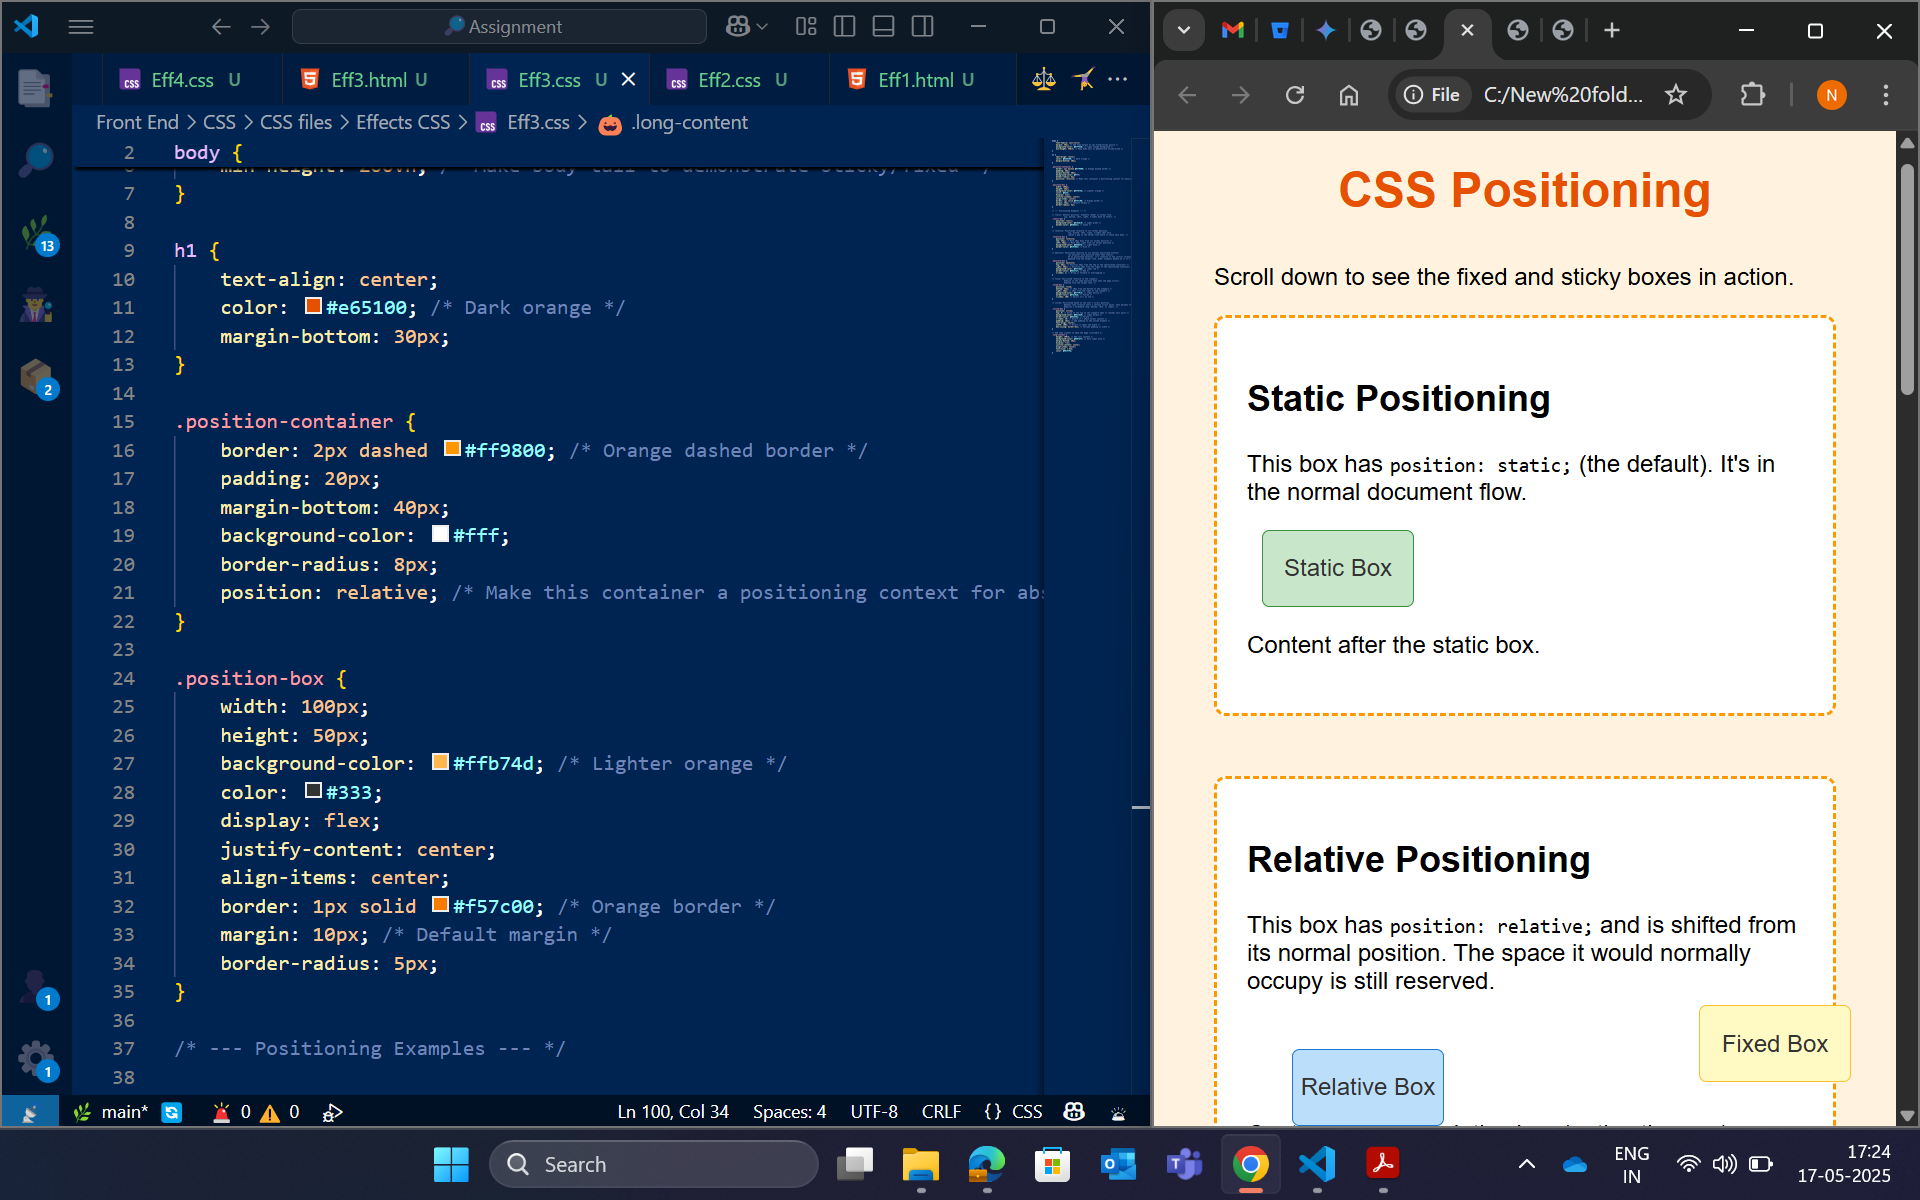 Assignment
Eff4.css U
Eff3.html U
Eff3.css U
Eff2.css U
Eff1.html U
Front End > CSS > CSS files > Effects CSS > Eff3.css > .long-content
2 body {
7 }
8
9 h1 {
10 text-align: center;
11 color: #e65100; /* Dark orange */
12 margin-bottom: 30px;
13 }
14
15 .position-container {
16 border: 2px dashed #ff9800; /* Orange dashed border */
17 padding: 20px;
18 margin-bottom: 40px;
19 background-color: #fff;
20 border-radius: 8px;
21 position: relative; /* Make this container a positioning context for abs
22 }
23
24 .position-box {
25 width: 100px;
26 height: 50px;
27 background-color: #ffb74d; /* Lighter orange */
28 color: #333;
29 display: flex;
30 justify-content: center;
31 align-items: center;
32 border: 1px solid #f57c00; /* Orange border */
33 margin: 10px; /* Default margin */
34 border-radius: 5px;
35 }
36
37 /* --- Positioning Examples --- */
38
13
2
1
1
main* 0 0 Ln 100, Col 34 Spaces: 4 UTF-8 CRLF {} CSS
File C:/New%20fold... N
CSS Positioning
Scroll down to see the fixed and sticky boxes in action.
Static Positioning
This box has position: static; (the default). It's in
the normal document flow.
Static Box
Content after the static box.
Relative Positioning
This box has position: relative; and is shifted from
its normal position. The space it would normally
occupy is still reserved.
Fixed Box
Relative Box
Search
ENG
IN
17:24
17-05-2025